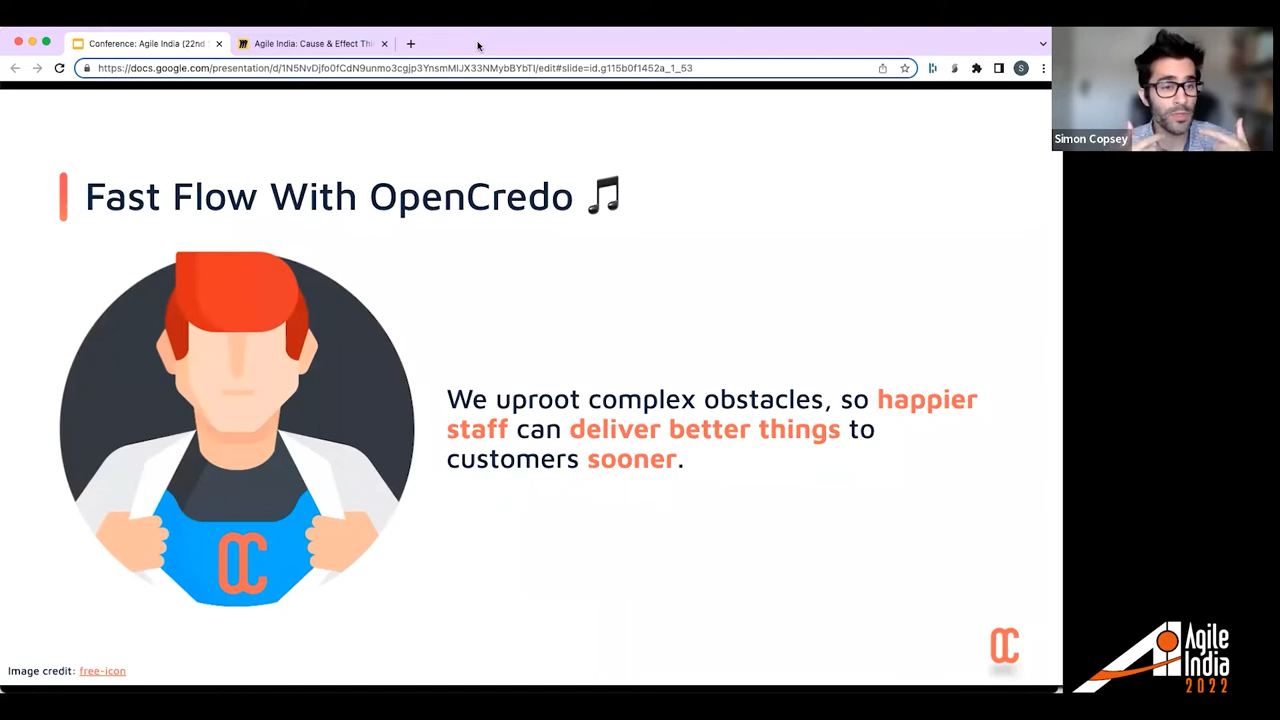 Conference: Agile India (22nd
Agile India: Cause & Effect Thi
https://docs.google.com/presentation/d/1N5NvDjfo0fCdN9unmo3cgjp3YnsmMlJX33NMybBYbTI/edit#slide=id.g115b0f1452a_1_53
S
Simon Copsey
Fast Flow With OpenCredo
We uproot complex obstacles, so happier
staff can deliver better things to
customers sooner.
OC
OC
Image credit: free-icon
Agile
India
2022